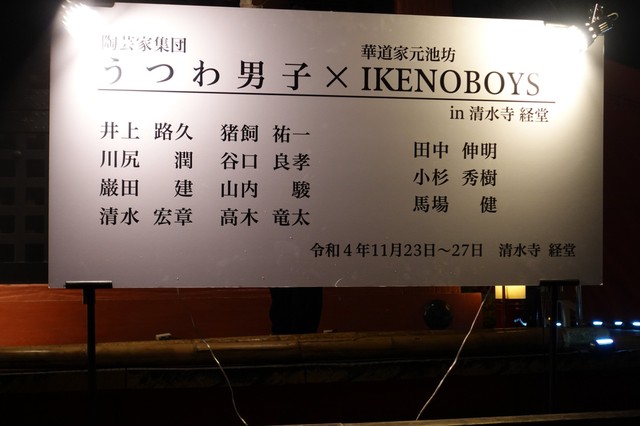 陶芸家集団
うつわ男子×
華道家元池坊
IKENOBOYS
in 清水寺 経堂
井上 路久 猪飼 祐一
川尻 潤 谷口 良孝
巌田 建 山内 駿
清水 宏章 高木 竜太
田中 伸明
小杉 秀樹
馬場 健
令和4年11月23日〜27日 清水寺 経堂